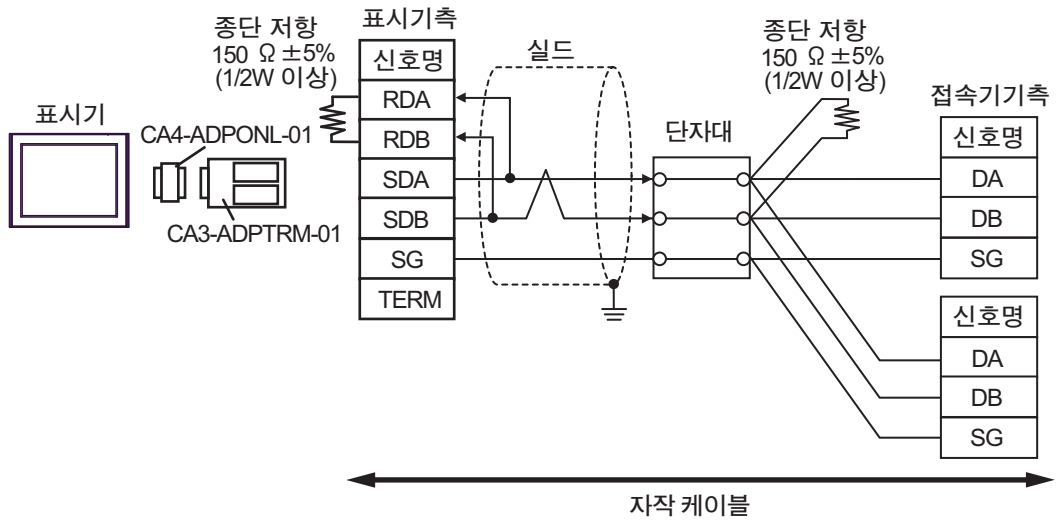 표시기
CA4-ADPONL-01
CA3-ADPTRM-01
종단 저항
150 Ω ±5%
(1/2W 이상)
표시기측
신호명
RDA
RDB
SDA
SDB
SG
TERM
실드
단자대
종단 저항
150 Ω ±5%
(1/2W 이상)
접속기기측
신호명
DA
DB
SG
신호명
DA
DB
SG
자작 케이블